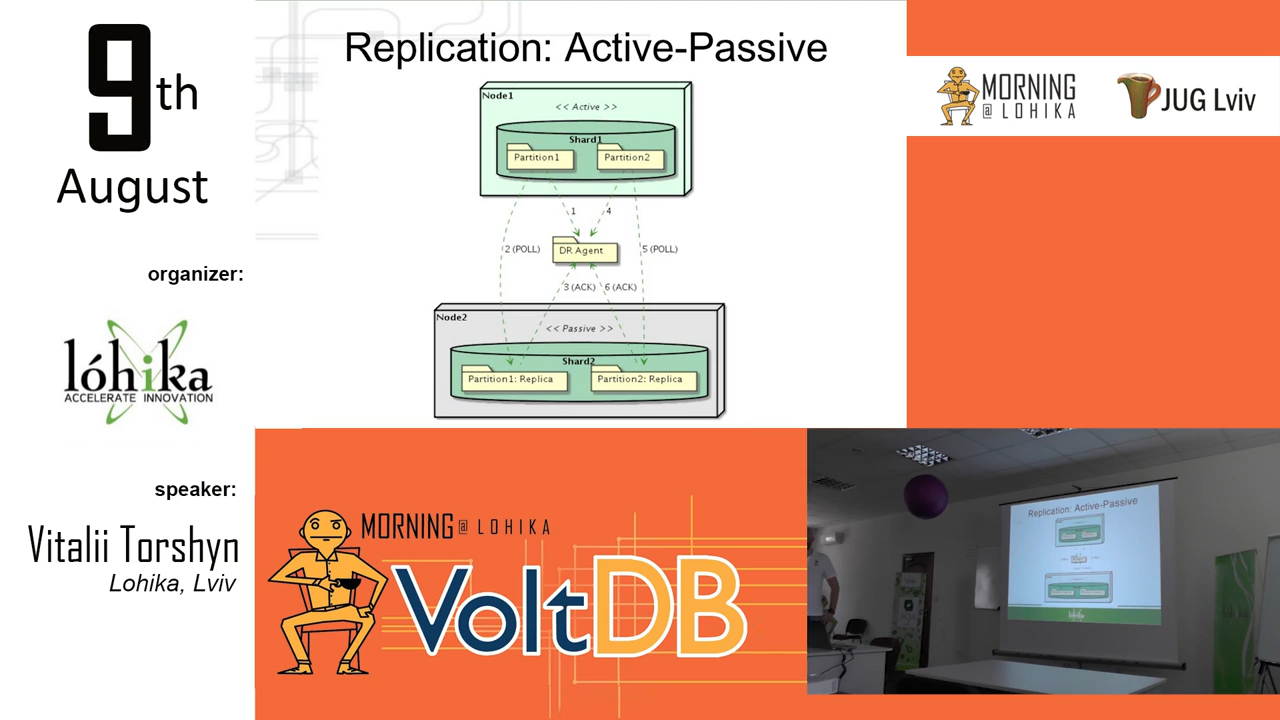 9th
August
organizer:
lóhika
ACCELERATE INNOVATION
speaker:
Vitalii Torshyn
Lohika, Lviv
Replication: Active-Passive
Node1
<< Active >>
Shard1
Partition1
Partition2
1
4
2 (POLL)
DR Agent
5 (POLL)
3 (ACK)
6 (ACK)
Node2
<< Passive >>
Shard2
Partition1: Replica
Partition2: Replica
MORNING
@ LOHIKA
JUG Lviv
MORNING @ LOHIKA
VoltDB
Replication: Active-Passive